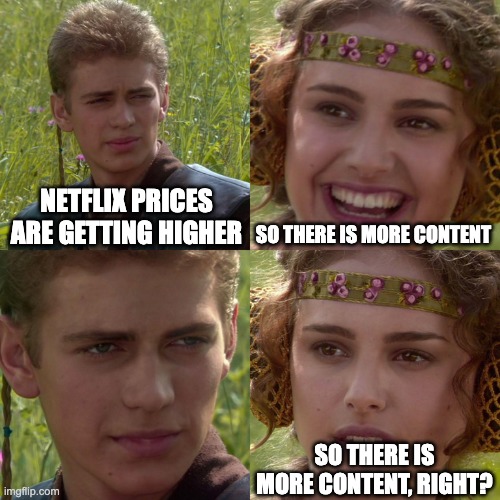 NETFLIX PRICES
ARE GETTING HIGHER
SO THERE IS MORE CONTENT
SO THERE IS
MORE CONTENT, RIGHT?
imgflip.com